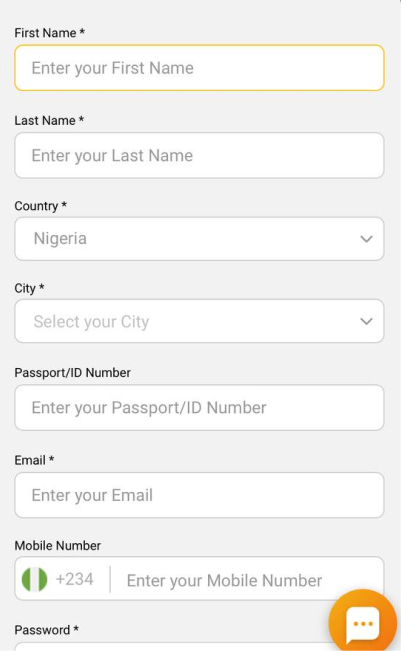 First Name *
Enter your First Name
Last Name *
Enter your Last Name
Country *
Nigeria
City *
Select your City
Passport/ID Number
Enter your Passport/ID Number
Email *
Enter your Email
Mobile Number
+234 Enter your Mobile Number
Password *